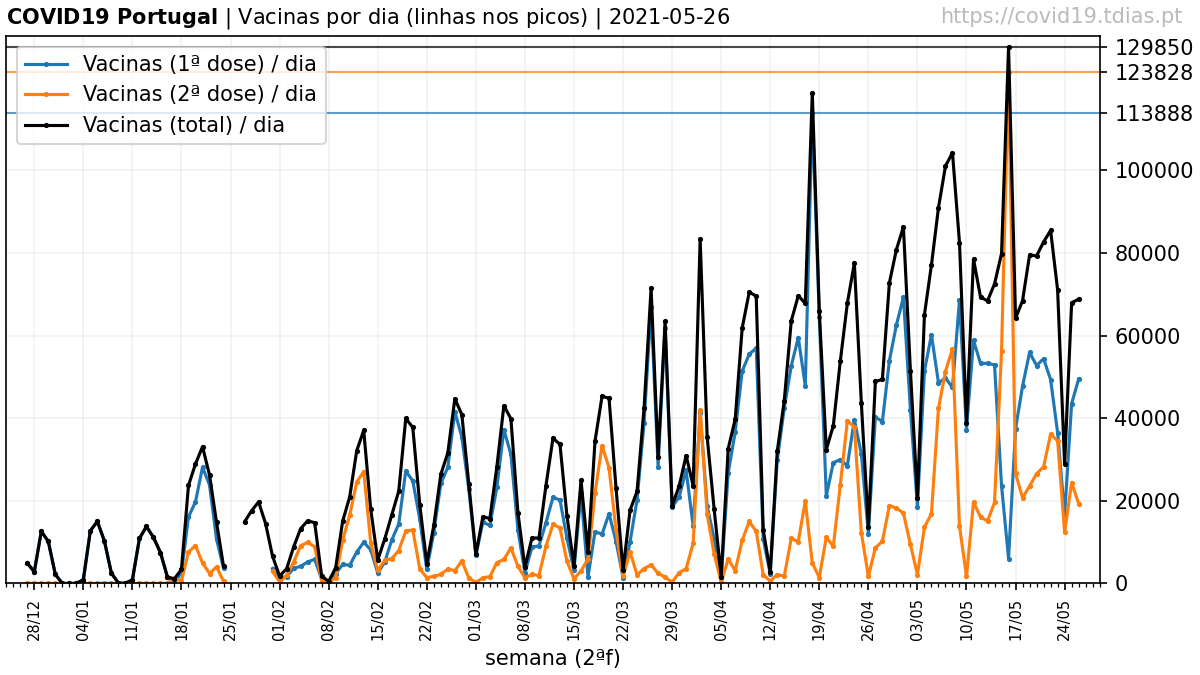 COVID19 Portugal | Vacinas por dia (linhas nos picos) | 2021-05-26
https://covid19.tdias.pt
Vacinas (1ª dose) / dia
Vacinas (2ª dose) / dia
Vacinas (total) / dia
129850
123828
113888
100000
80000
60000
40000
20000
0
28/12 04/01 11/01 18/01 25/01 01/02 08/02 15/02 22/02 01/03 08/03 15/03 22/03 29/03 05/04 12/04 19/04 26/04 03/05 10/05 17/05 24/05
semana (2ªf)